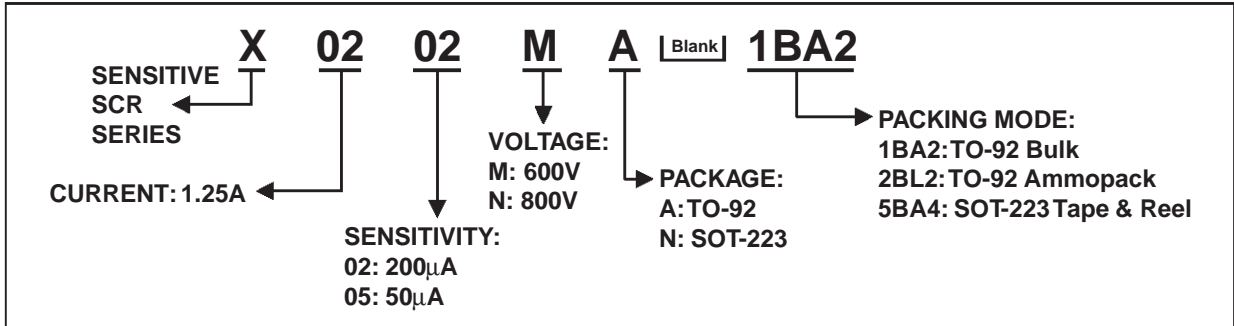 X 02 02 M A Blank 1BA2
SENSITIVE
SCR
SERIES
CURRENT: 1.25A
SENSITIVITY:
02: 200µA
05: 50µA
VOLTAGE:
M: 600V
N: 800V
PACKAGE:
A: TO-92
N: SOT-223
PACKING MODE:
1BA2: TO-92 Bulk
2BL2: TO-92 Ammopack
5BA4: SOT-223 Tape & Reel